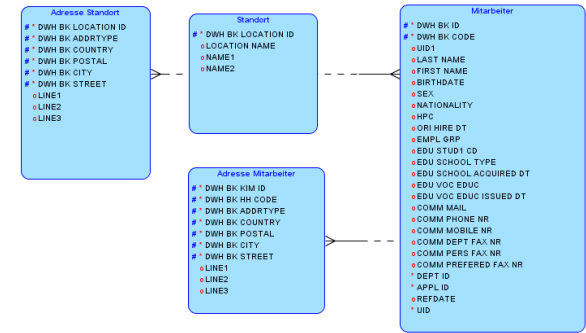 Adresse Standort
# * DWH BK LOCATION ID
# * DWH BK ADDRTYPE
# * DWH BK COUNTRY
# * DWH BK POSTAL
# * DWH BK CITY
# * DWH BK STREET
o LINE1
o LINE2
o LINE3
Standort
# * DWH BK LOCATION ID
o LOCATION NAME
o NAME1
o NAME2
Mitarbeiter
# * DWH BK ID
# * DWH BK CODE
o UID1
o LAST NAME
o FIRST NAME
o BIRTHDATE
o SEX
o NATIONALITY
o HPC
o ORI HIRE DT
o EMPL GRP
o EDU STUD1 CD
o EDU SCHOOL TYPE
o EDU SCHOOL ACQUIRED DT
o EDU VOC EDUC
o EDU VOC EDUC ISSUED DT
o COMM MAIL
o COMM PHONE NR
o COMM MOBILE NR
o COMM DEPT FAX NR
o COMM PERS FAX NR
o COMM PREFERED FAX NR
* DEPT ID
* APPL ID
o REFDATE
* UID
Adresse Mitarbeiter
# * DWH BK KIM ID
# * DWH BK HH CODE
# * DWH BK ADDRTYPE
# * DWH BK COUNTRY
# * DWH BK POSTAL
# * DWH BK CITY
# * DWH BK STREET
o LINE1
o LINE2
o LINE3